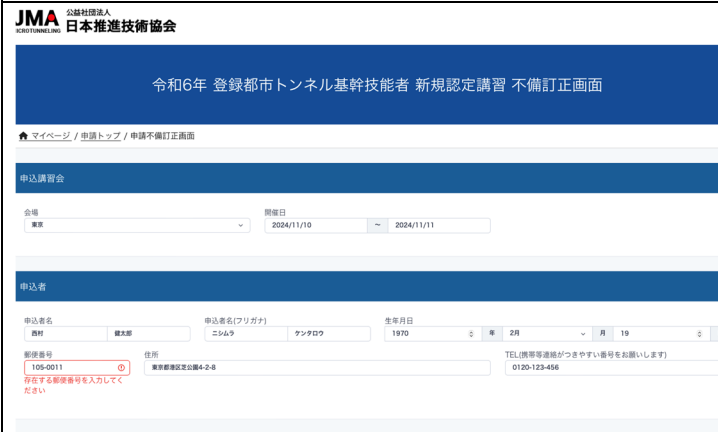 JMA 公益社団法人
ICROTUNNELING 日本推進技術協会
令和6年 登録都市トンネル基幹技能者 新規認定講習 不備訂正画面
マイページ / 申請トップ / 申請不備訂正画面
申込講習会
会場 開催日
東京 2024/11/10 ~ 2024/11/11
申込者
申込者名 申込者名(フリガナ) 生年月日
西村 健太郎 ニシムラ ケンタロウ 1970 年 2月 月 19
郵便番号 住所 TEL(携帯等連絡がつきやすい番号をお願いします)
105-0011 東京都港区芝公園4-2-8 0120-123-456
存在する郵便番号を入力してく
ださい